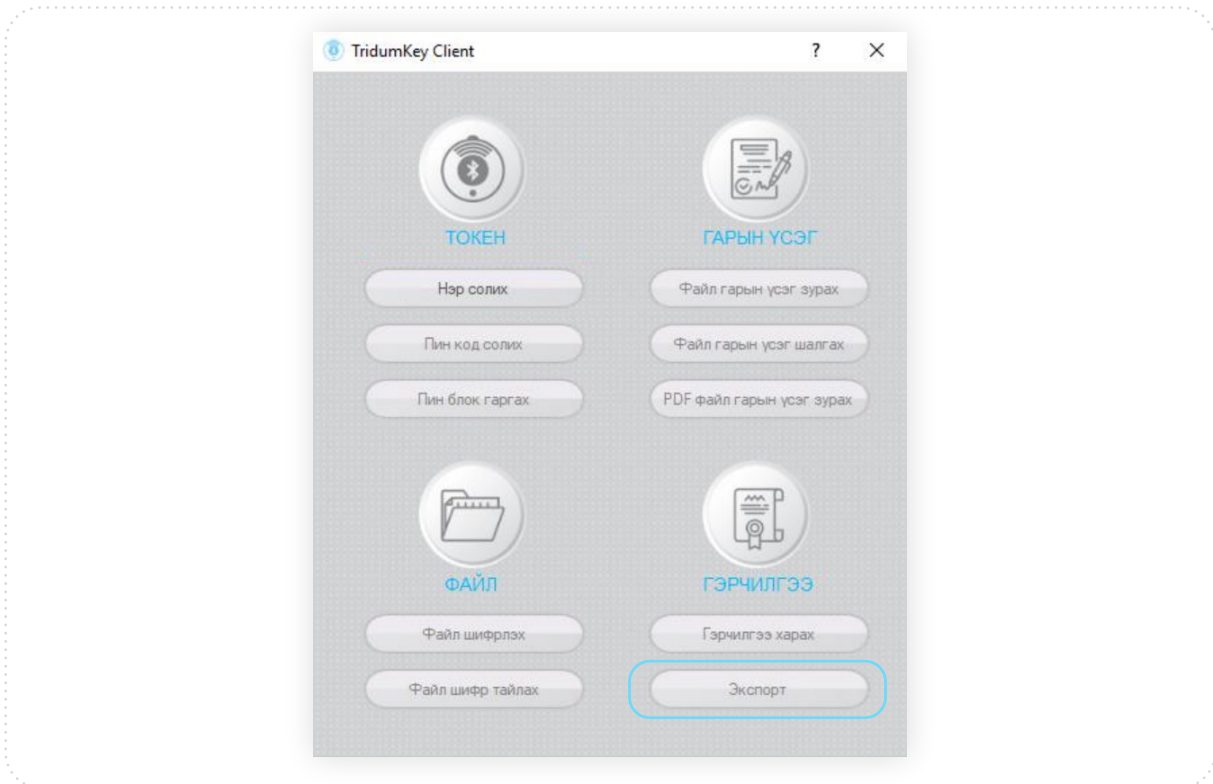 TridumKey Client
?
ТОКЕН
Нэр солих
Пин код солих
Пин блок гаргах
ГАРЫН ҮСЭГ
Файл гарын үсэг зурах
Файл гарын үсэг шалгах
PDF файл гарын үсэг зурах
ФАЙЛ
Файл шифрлэх
Файл шифр тайлах
ГЭРЧИЛГЭЭ
Гэрчилгээ харах
Экспорт